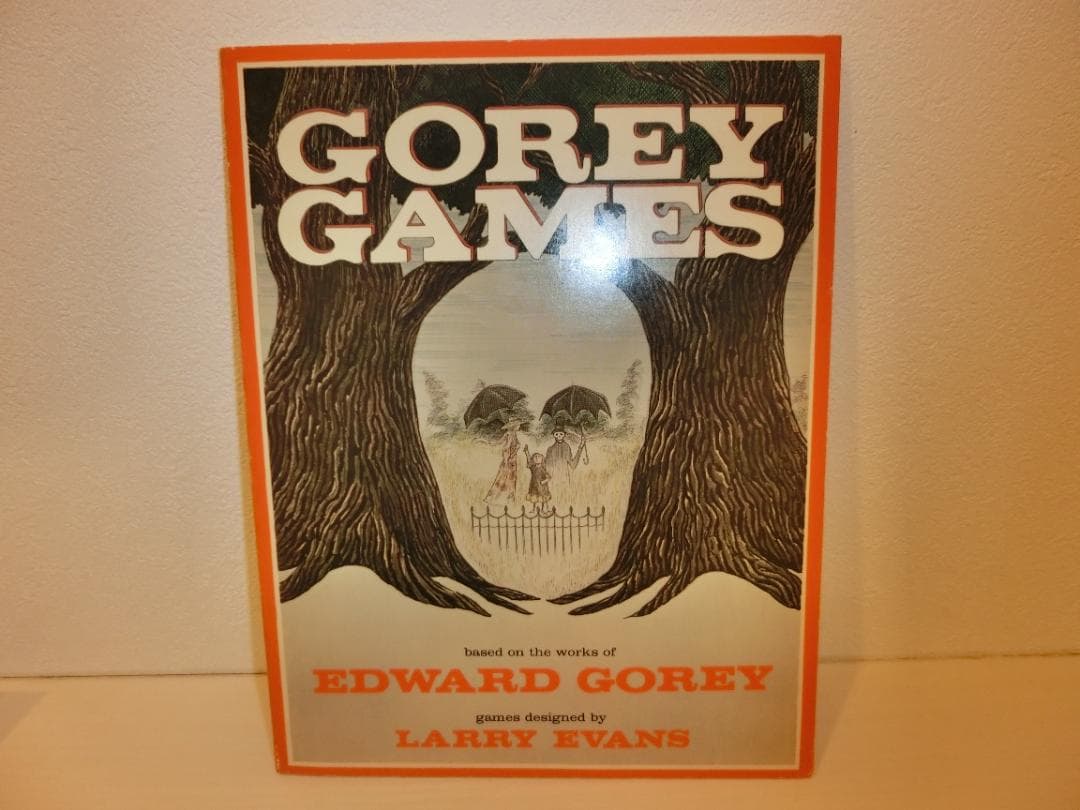 GOREY
GAMES
based on the works of
EDWARD GOREY
games designed by
LARRY EVANS